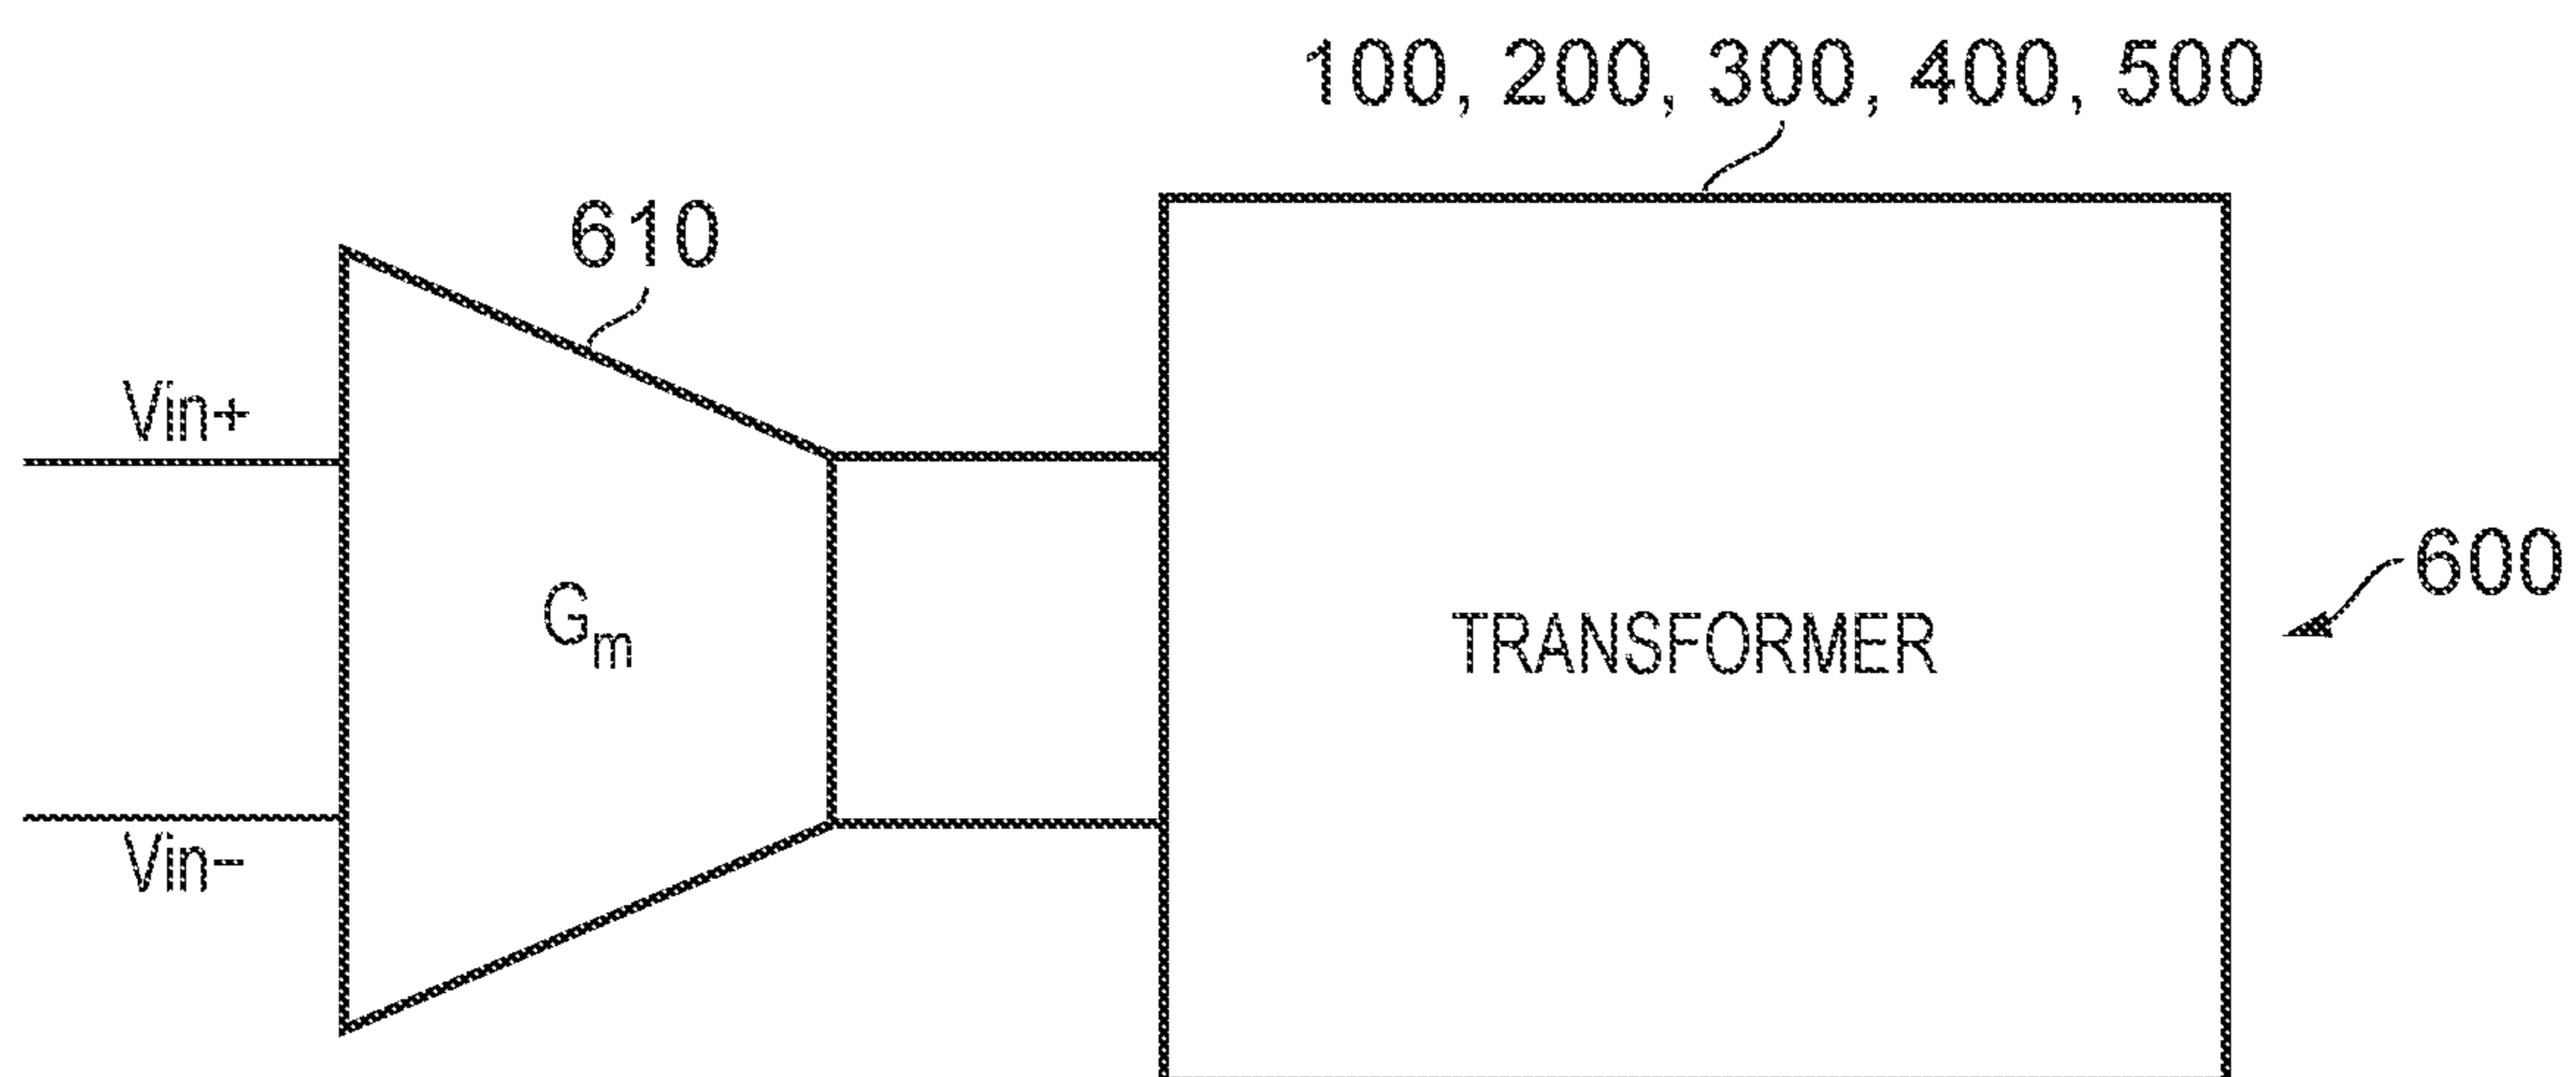 100, 200, 300, 400, 500
610
Vin+
600
Gm
TRANSFORMER
Vin-